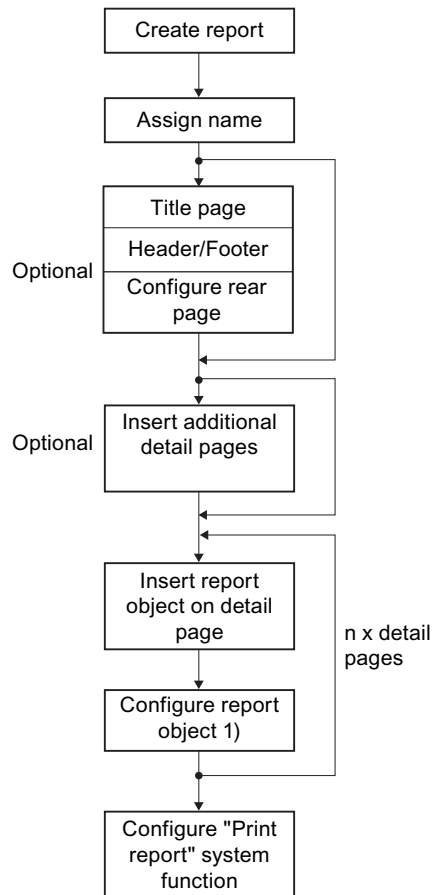 Create report
Assign name
Title page
Header/Footer
Optional
Configure rear
page
Insert additional
detail pages
Optional
Insert report
object on detail
page
n x detail
pages
Configure report
object 1)
Configure "Print
report" system
function